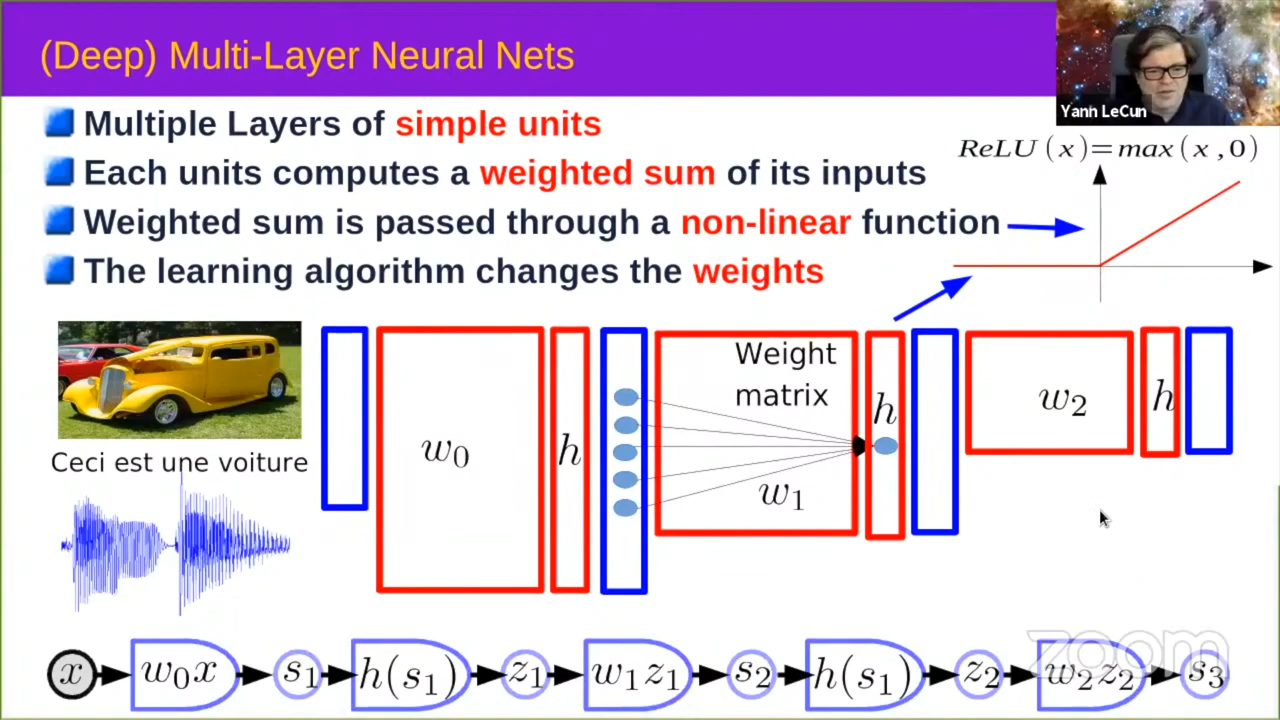 (Deep) Multi-Layer Neural Nets
Yann LeCun
Multiple Layers of simple units
Each units computes a weighted sum of its inputs
Weighted sum is passed through a non-linear function
The learning algorithm changes the weights
ReLU (x)=max(x ,0)
Ceci est une voiture
w₀
h
Weight
matrix
w₁
h
w₂
h
x
w₀x
s₁
h(s₁)
z₁
w₁z₁
s₂
h(s₁)
z₂
w₂z₂
s₃
zoom